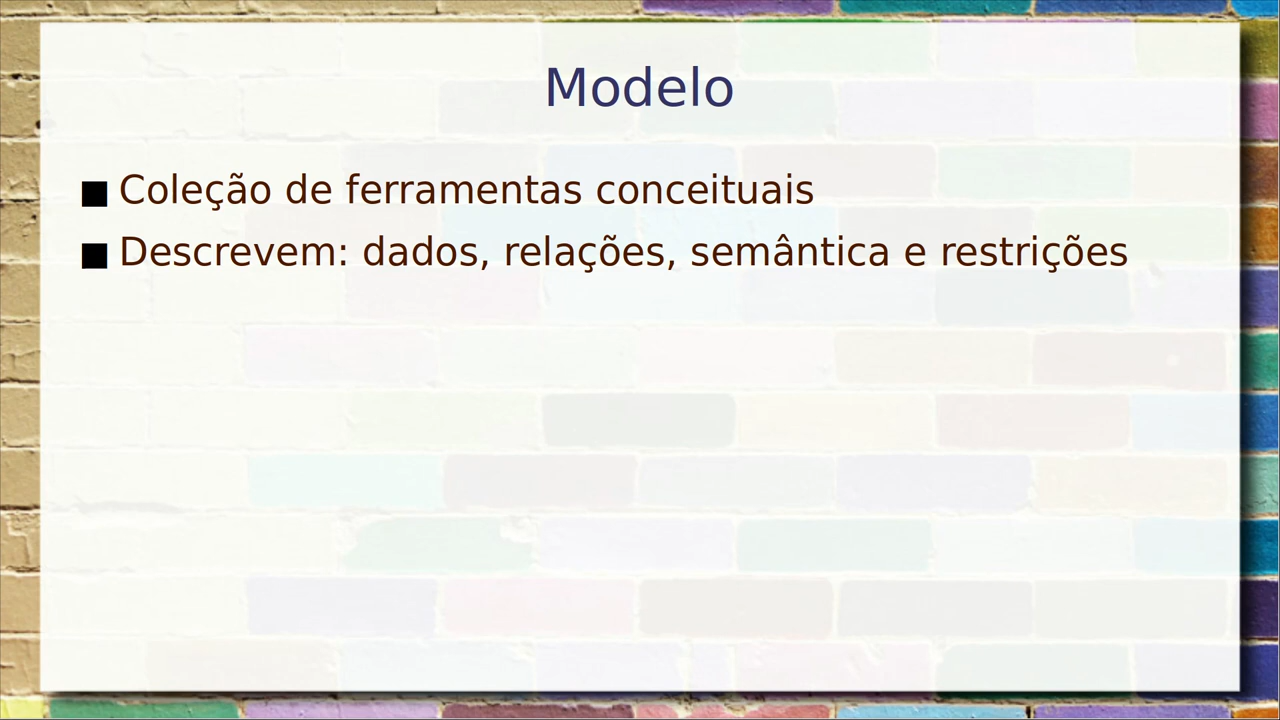 Modelo
■ Coleção de ferramentas conceituais
■ Descrevem: dados, relações, semântica e restrições